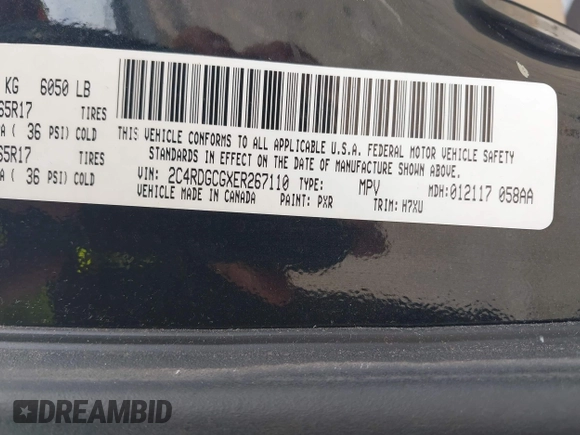 KG 6050 LB
65R17 TIRES
A ( 36 PSI) COLD
65R17 TIRES
A ( 36 PSI) COLD
THIS VEHICLE CONFORMS TO ALL APPLICABLE U.S.A. FEDERAL MOTOR VEHICLE SAFETY
STANDARDS IN EFFECT ON THE DATE OF MANUFACTURE SHOWN ABOVE.
VIN: 2C4RDGCGXER267110 TYPE: MPV MDH: 012117 058AA
VEHICLE MADE IN CANADA PAINT: PXR TRIM: H7XU
DREAMBID